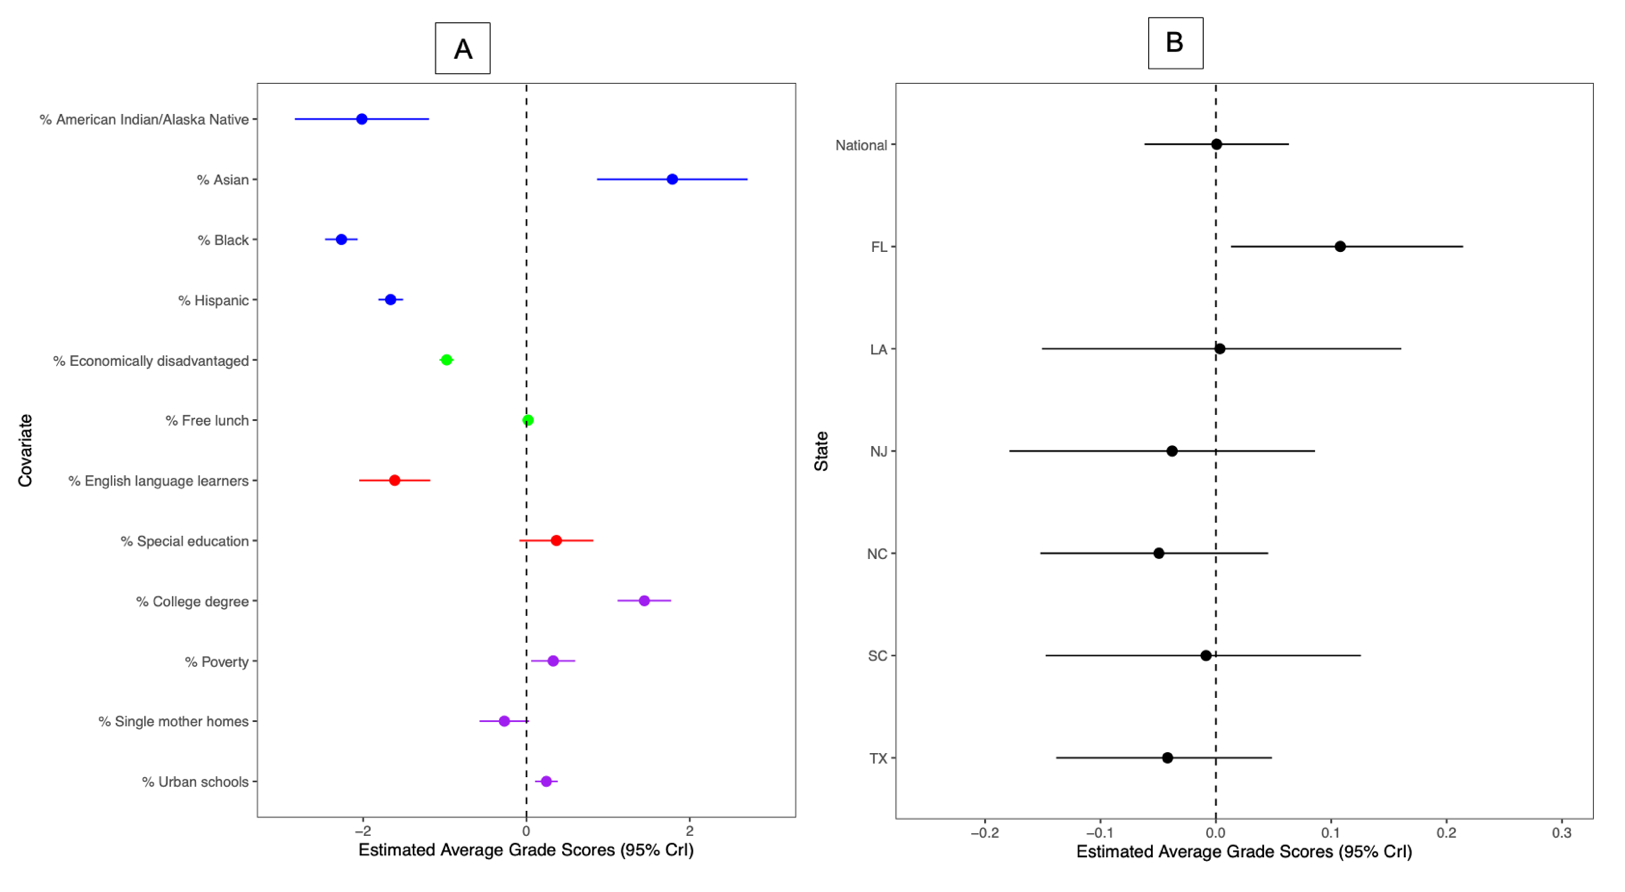 A
% American Indian/Alaska Native
% Asian
% Black
% Hispanic
% Economically disadvantaged
% Free lunch
% English language learners
% Special education
% College degree
% Poverty
% Single mother homes
% Urban schools
Covariate
−2 0 2
Estimated Average Grade Scores (95% CrI)
B
National
FL
LA
NJ
NC
SC
TX
State
−0.2 −0.1 0.0 0.1 0.2 0.3
Estimated Average Grade Scores (95% CrI)